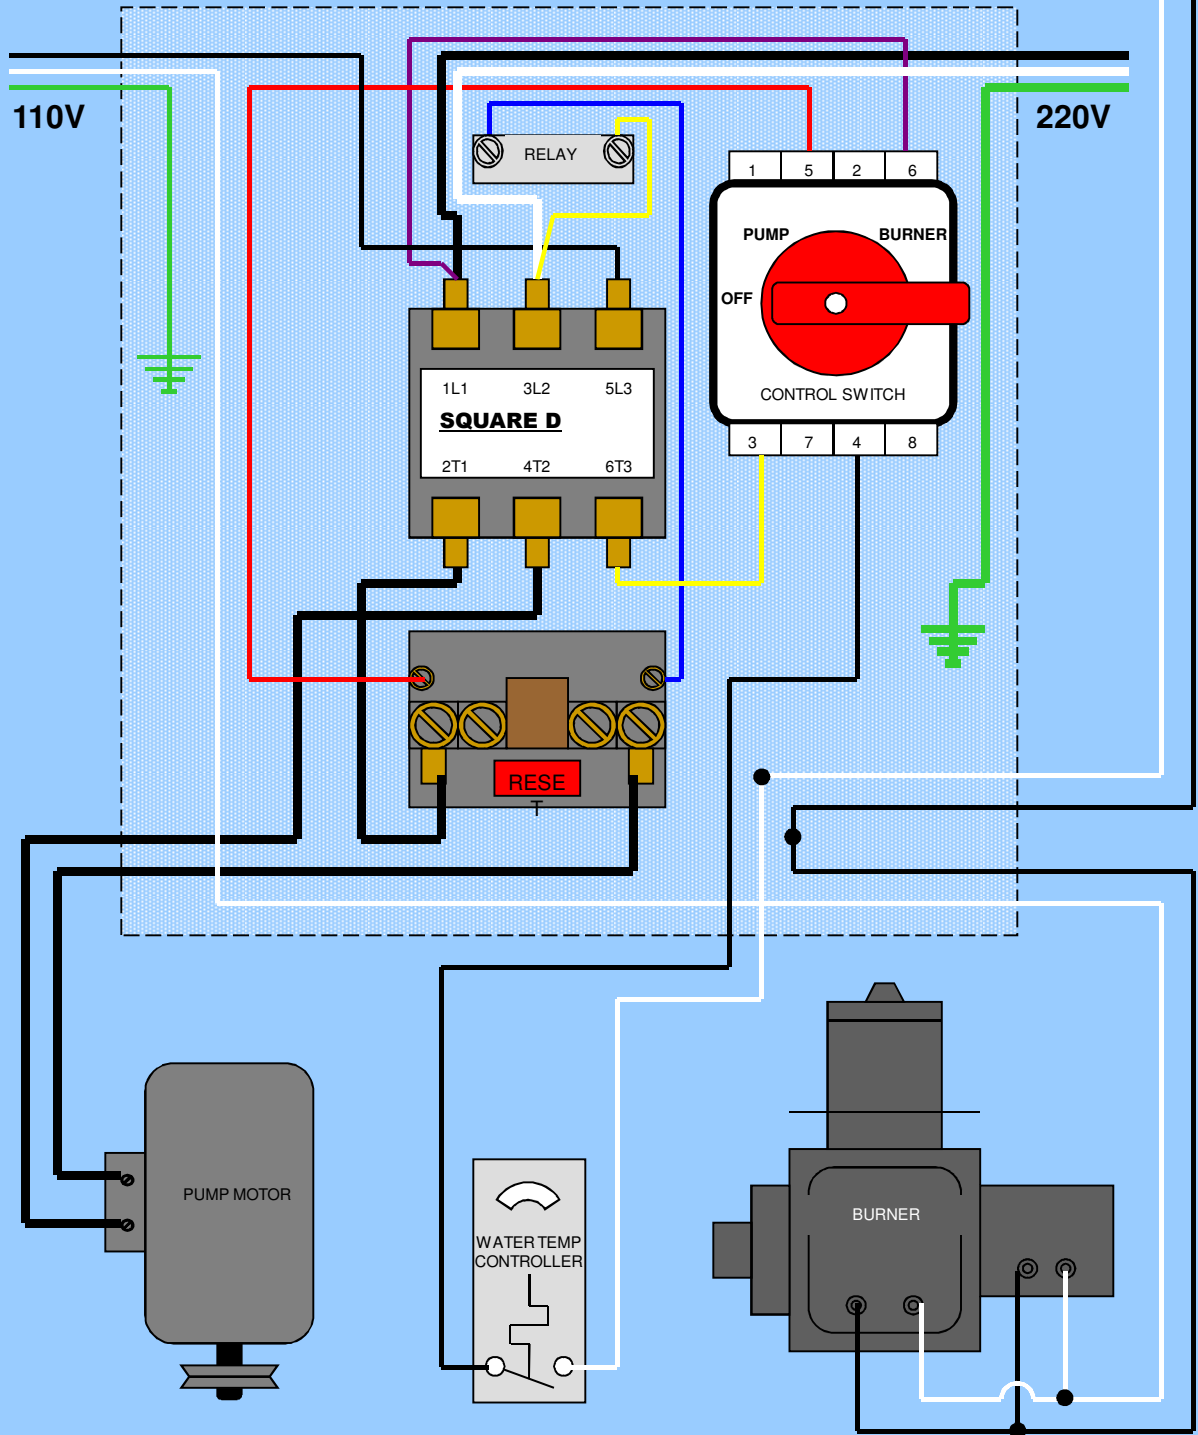 110V
220V
RELAY
1 5 2 6
PUMP BURNER
OFF
CONTROL SWITCH
3 7 4 8
1L1 3L2 5L3
SQUARE D
2T1 4T2 6T3
RESE
T
PUMP MOTOR
WATER TEMP
CONTROLLER
BURNER